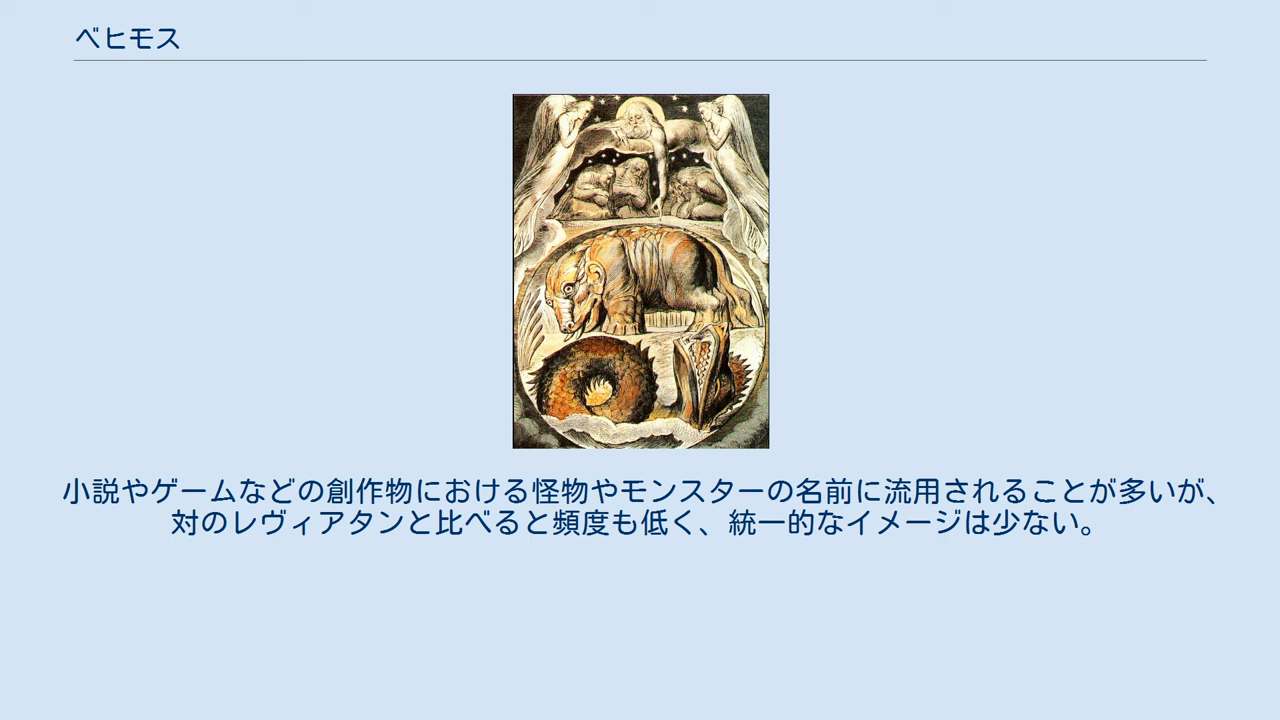 ベヒモス
小説やゲームなどの創作物における怪物やモンスターの名前に流用されることが多いが、
対のレヴィアタンと比べると頻度も低く、統一的なイメージは少ない。